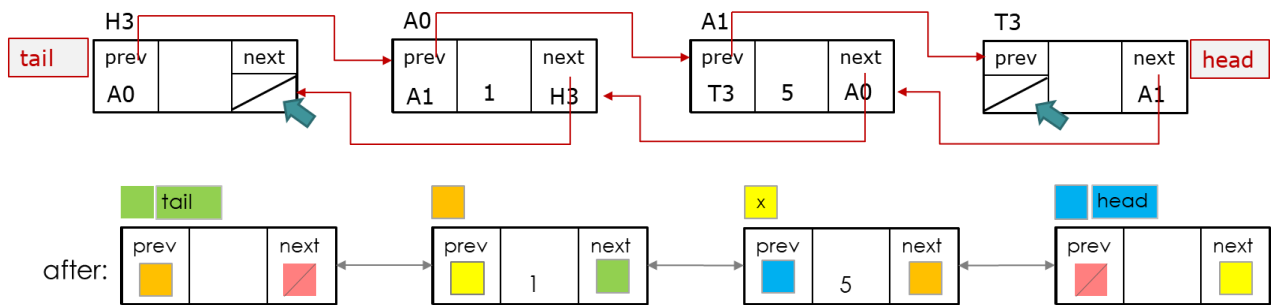 H3 A0 A1 T3
tail prev next prev next prev next prev next head
A0 A1 1 H3 T3 5 A0 A1
tail x head
prev next prev next prev next prev next
after: 1 5